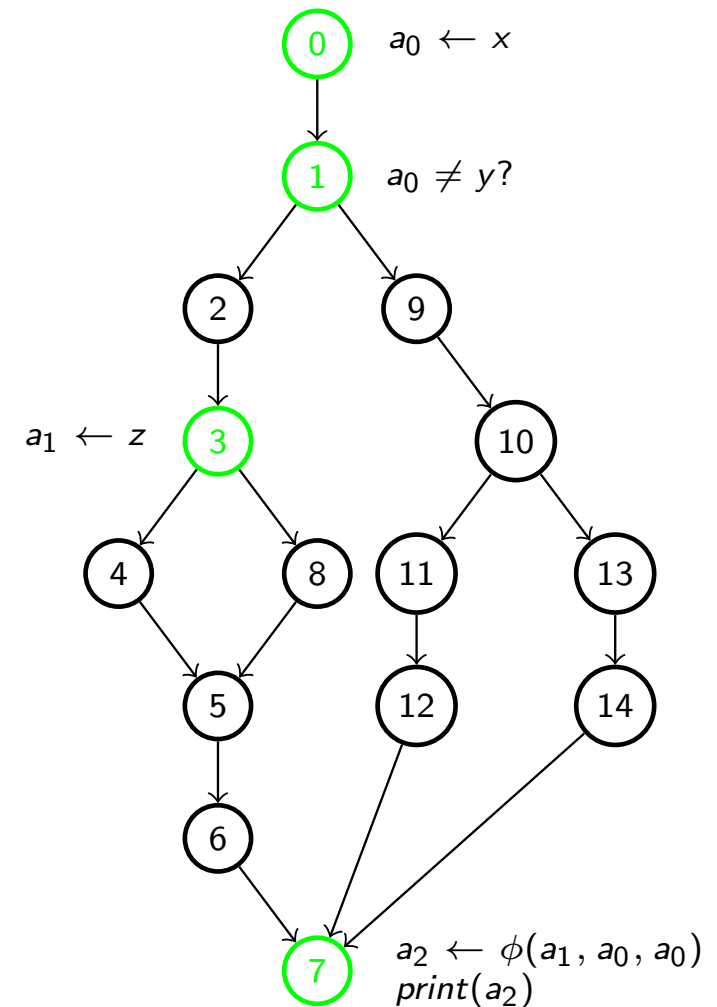 0 a₀ ← x
1 a₀ ≠ y?
2 9
a₁ ← z 3 10
4 8 11 13
5 12 14
6
7 a₂ ← ϕ(a₁, a₀, a₀)
print(a₂)